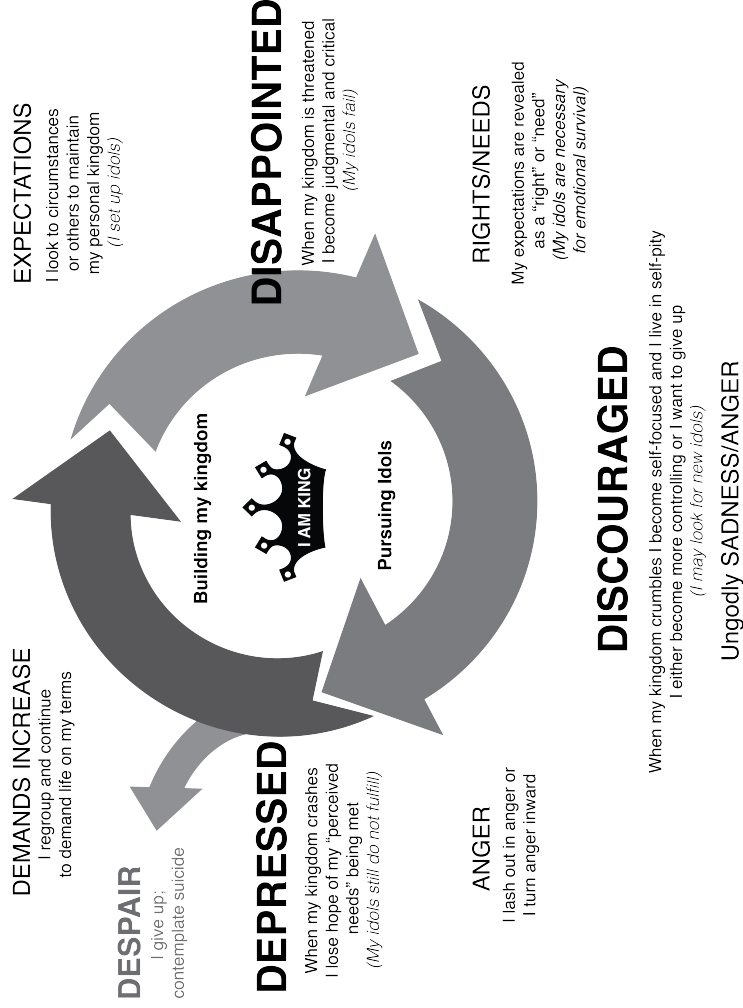 DEMANDS INCREASE
I regroup and continue
to demand life on my terms
EXPECTATIONS
I look to circumstances
or others to maintain
my personal kingdom
(I set up idols)
DESPAIR
I give up;
contemplate suicide
Building my kingdom
I AM KING
Pursuing Idols
DEPRESSED
When my kingdom crashes
I lose hope of my “perceived
needs” being met
(My idols still do not fulfill)
DISAPPOINTED
When my kingdom is threatened
I become judgmental and critical
(My idols fail)
ANGER
I lash out in anger or
I turn anger inward
RIGHTS/NEEDS
My expectations are revealed
as a “right” or “need”
(My idols are necessary
for emotional survival)
DISCOURAGED
When my kingdom crumbles I become self-focused and I live in self-pity
I either become more controlling or I want to give up
(I may look for new idols)
Ungodly SADNESS/ANGER